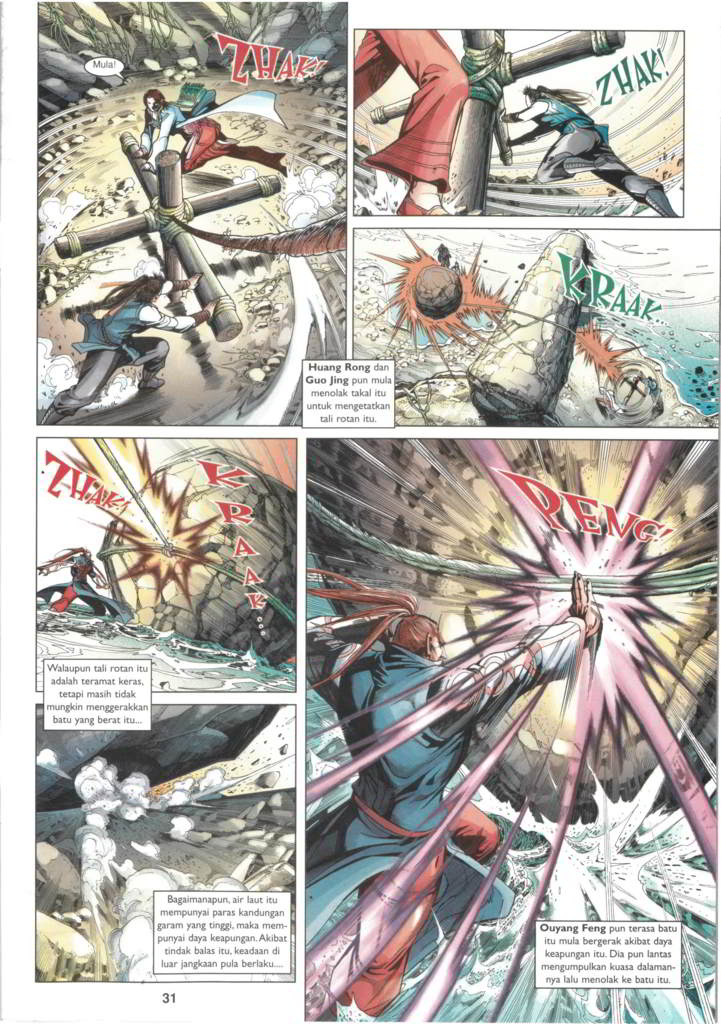 Mula!
ZHAK!
ZHAK!
Huang Rong dan
Guo Jing pun mula
menolak takal itu
untuk mengetatkan
tali rotan itu.
KRAAK...
ZHAK!
KRAAK...
Walaupun tali rotan itu
adalah teramat keras,
tetapi masih tidak
mungkin menggerakkan
batu yang berat itu...
PENG!
Bagaimanapun, air laut itu
mempunyai paras kandungan
garam yang tinggi, maka mem-
punyai daya keapungan. Akibat
tindak balas itu, keadaan di
luar jangkaan pula berlaku....
Ouyang Feng pun terasa batu
itu mula bergerak akibat daya
keapungan itu. Dia pun lantas
mengumpulkan kuasa dalaman-
nya lalu menolak ke batu itu.
31